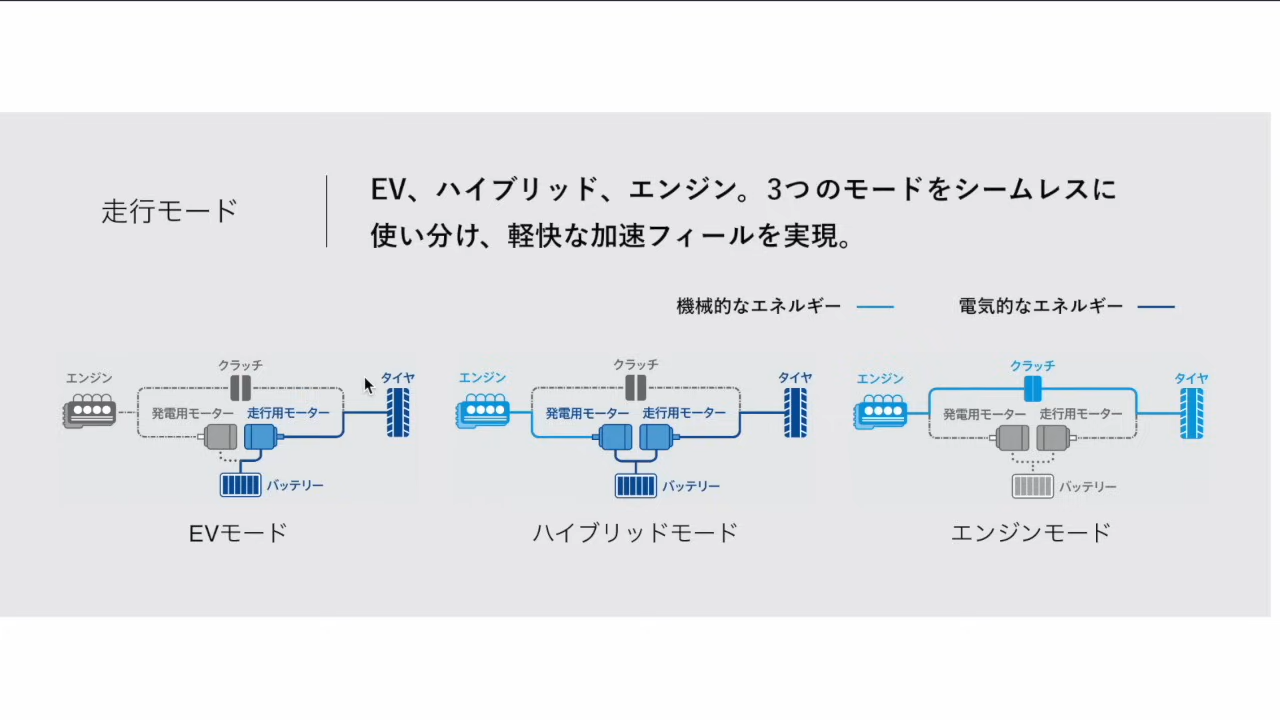 走行モード
EV、ハイブリッド、エンジン。3つのモードをシームレスに
使い分け、軽快な加速フィールを実現。
機械的なエネルギー
電気的なエネルギー
エンジン
クラッチ
タイヤ
発電用モーター
走行用モーター
バッテリー
EVモード
エンジン
クラッチ
タイヤ
発電用モーター
走行用モーター
バッテリー
ハイブリッドモード
エンジン
クラッチ
タイヤ
発電用モーター
走行用モーター
バッテリー
エンジンモード